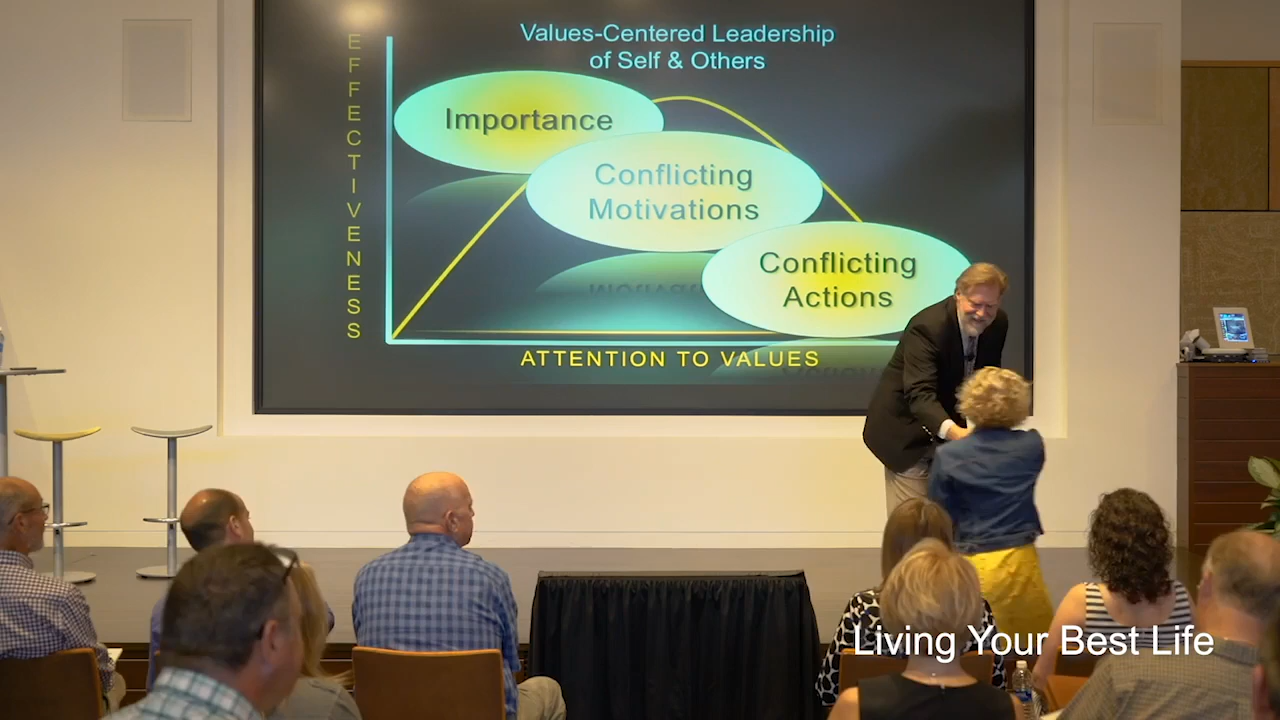 Values-Centered Leadership
of Self & Others
EFFECTIVENESS
Importance
Conflicting
Motivations
Conflicting
Actions
ATTENTION TO VALUES
Living Your Best Life